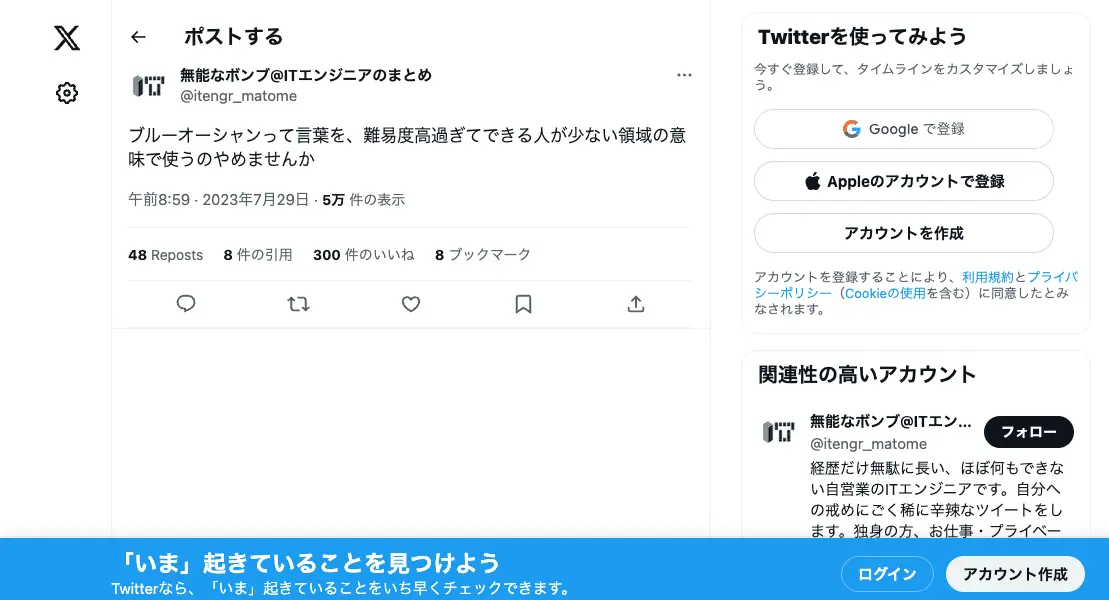 ポストする
無能なボンブ@ITエンジニアのまとめ
@itengr_matome
ブルーオーシャンって言葉を、難易度高過ぎてできる人が少ない領域の意
味で使うのやめませんか
午前8:59 · 2023年7月29日 · 5万 件の表示
48 Reposts 8 件の引用 300 件のいいね 8 ブックマーク
Twitterを使ってみよう
今すぐ登録して、タイムラインをカスタマイズしましょ
う。
Google で登録
Appleのアカウントで登録
アカウントを作成
アカウントを登録することにより、利用規約とプライバ
シーポリシー（Cookieの使用を含む）に同意したとみ
なされます。
関連性の高いアカウント
無能なボンブ@ITエン...
フォロー
@itengr_matome
経歴だけ無駄に長い、ほぼ何もできな
い自営業のITエンジニアです。自分へ
の戒めにごく稀に辛辣なツイートをし
ます。独身の方、お仕事・プライベー
「いま」起きていることを見つけよう
Twitterなら、「いま」起きていることをいち早くチェックできます。
ログイン
アカウント作成